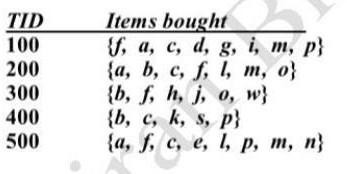 TID Items bought
100 {f, a, c, d, g, i, m, p}
200 {a, b, c, f, l, m, o}
300 {b, f, h, j, o, w}
400 {b, c, k, s, p}
500 {a, f, c, e, l, p, m, n}